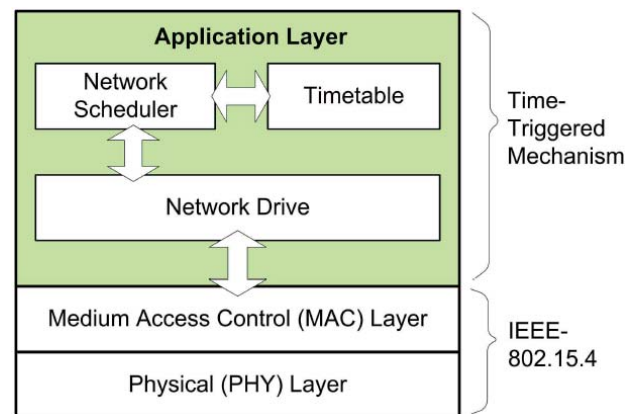 Application Layer
Network
Scheduler
Timetable
Network Drive
Medium Access Control (MAC) Layer
Physical (PHY) Layer
Time-
Triggered
Mechanism
IEEE-
802.15.4